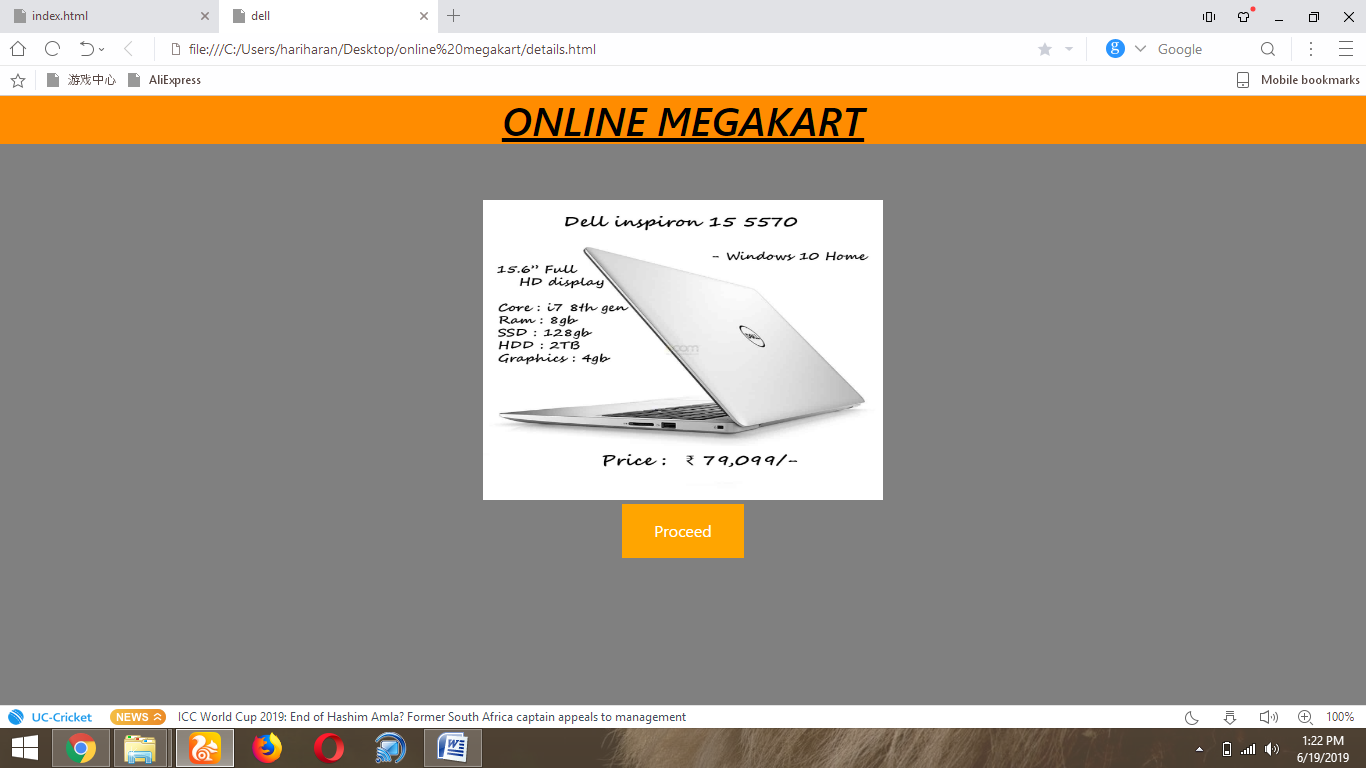 index.html
dell
file:///C:/Users/hariharan/Desktop/online%20megakart/details.html
g
Google
游戏中心
AliExpress
Mobile bookmarks
ONLINE MEGAKART
Dell inspiron 15 5570
- Windows 10 Home
15.6” Full
HD display
Core : i7 8th gen
Ram : 8gb
SSD : 128gb
HDD : 2TB
Graphics : 4gb
DELL
Price : ₹ 79,099/-
Proceed
UC-Cricket
NEWS
ICC World Cup 2019: End of Hashim Amla? Former South Africa captain appeals to management
100%
1:22 PM
6/19/2019